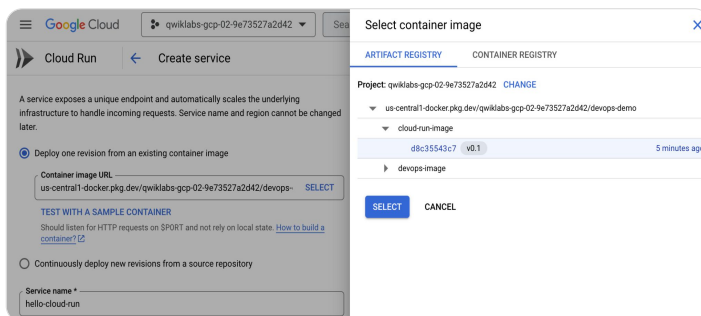 Google Cloud
qwiklabs-gcp-02-9e73527a2d42
Sea
Cloud Run
Create service
A service exposes a unique endpoint and automatically scales the underlying
infrastructure to handle incoming requests. Service name and region cannot be changed
later.
Deploy one revision from an existing container image
Container image URL
us-central1-docker.pkg.dev/qwiklabs-gcp-02-9e73527a2d42/devops-
SELECT
TEST WITH A SAMPLE CONTAINER
Should listen for HTTP requests on $PORT and not rely on local state. How to build a
container?
Continuously deploy new revisions from a source repository
Service name *
hello-cloud-run
Select container image
ARTIFACT REGISTRY
CONTAINER REGISTRY
Project: qwiklabs-gcp-02-9e73527a2d42 CHANGE
us-central1-docker.pkg.dev/qwiklabs-gcp-02-9e73527a2d42/devops-demo
cloud-run-image
d8c35543c7 v0.1 5 minutes ago
devops-image
SELECT CANCEL